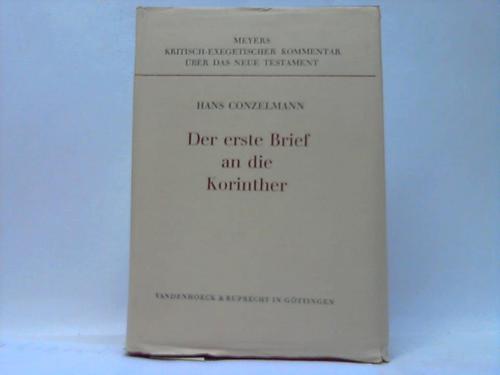 MEYERS
KRITISCH-EXEGETISCHER KOMMENTAR
ÜBER DAS NEUE TESTAMENT
HANS CONZELMANN
Der erste Brief
an die
Korinther
VANDENHOECK & RUPRECHT IN GÖTTINGEN